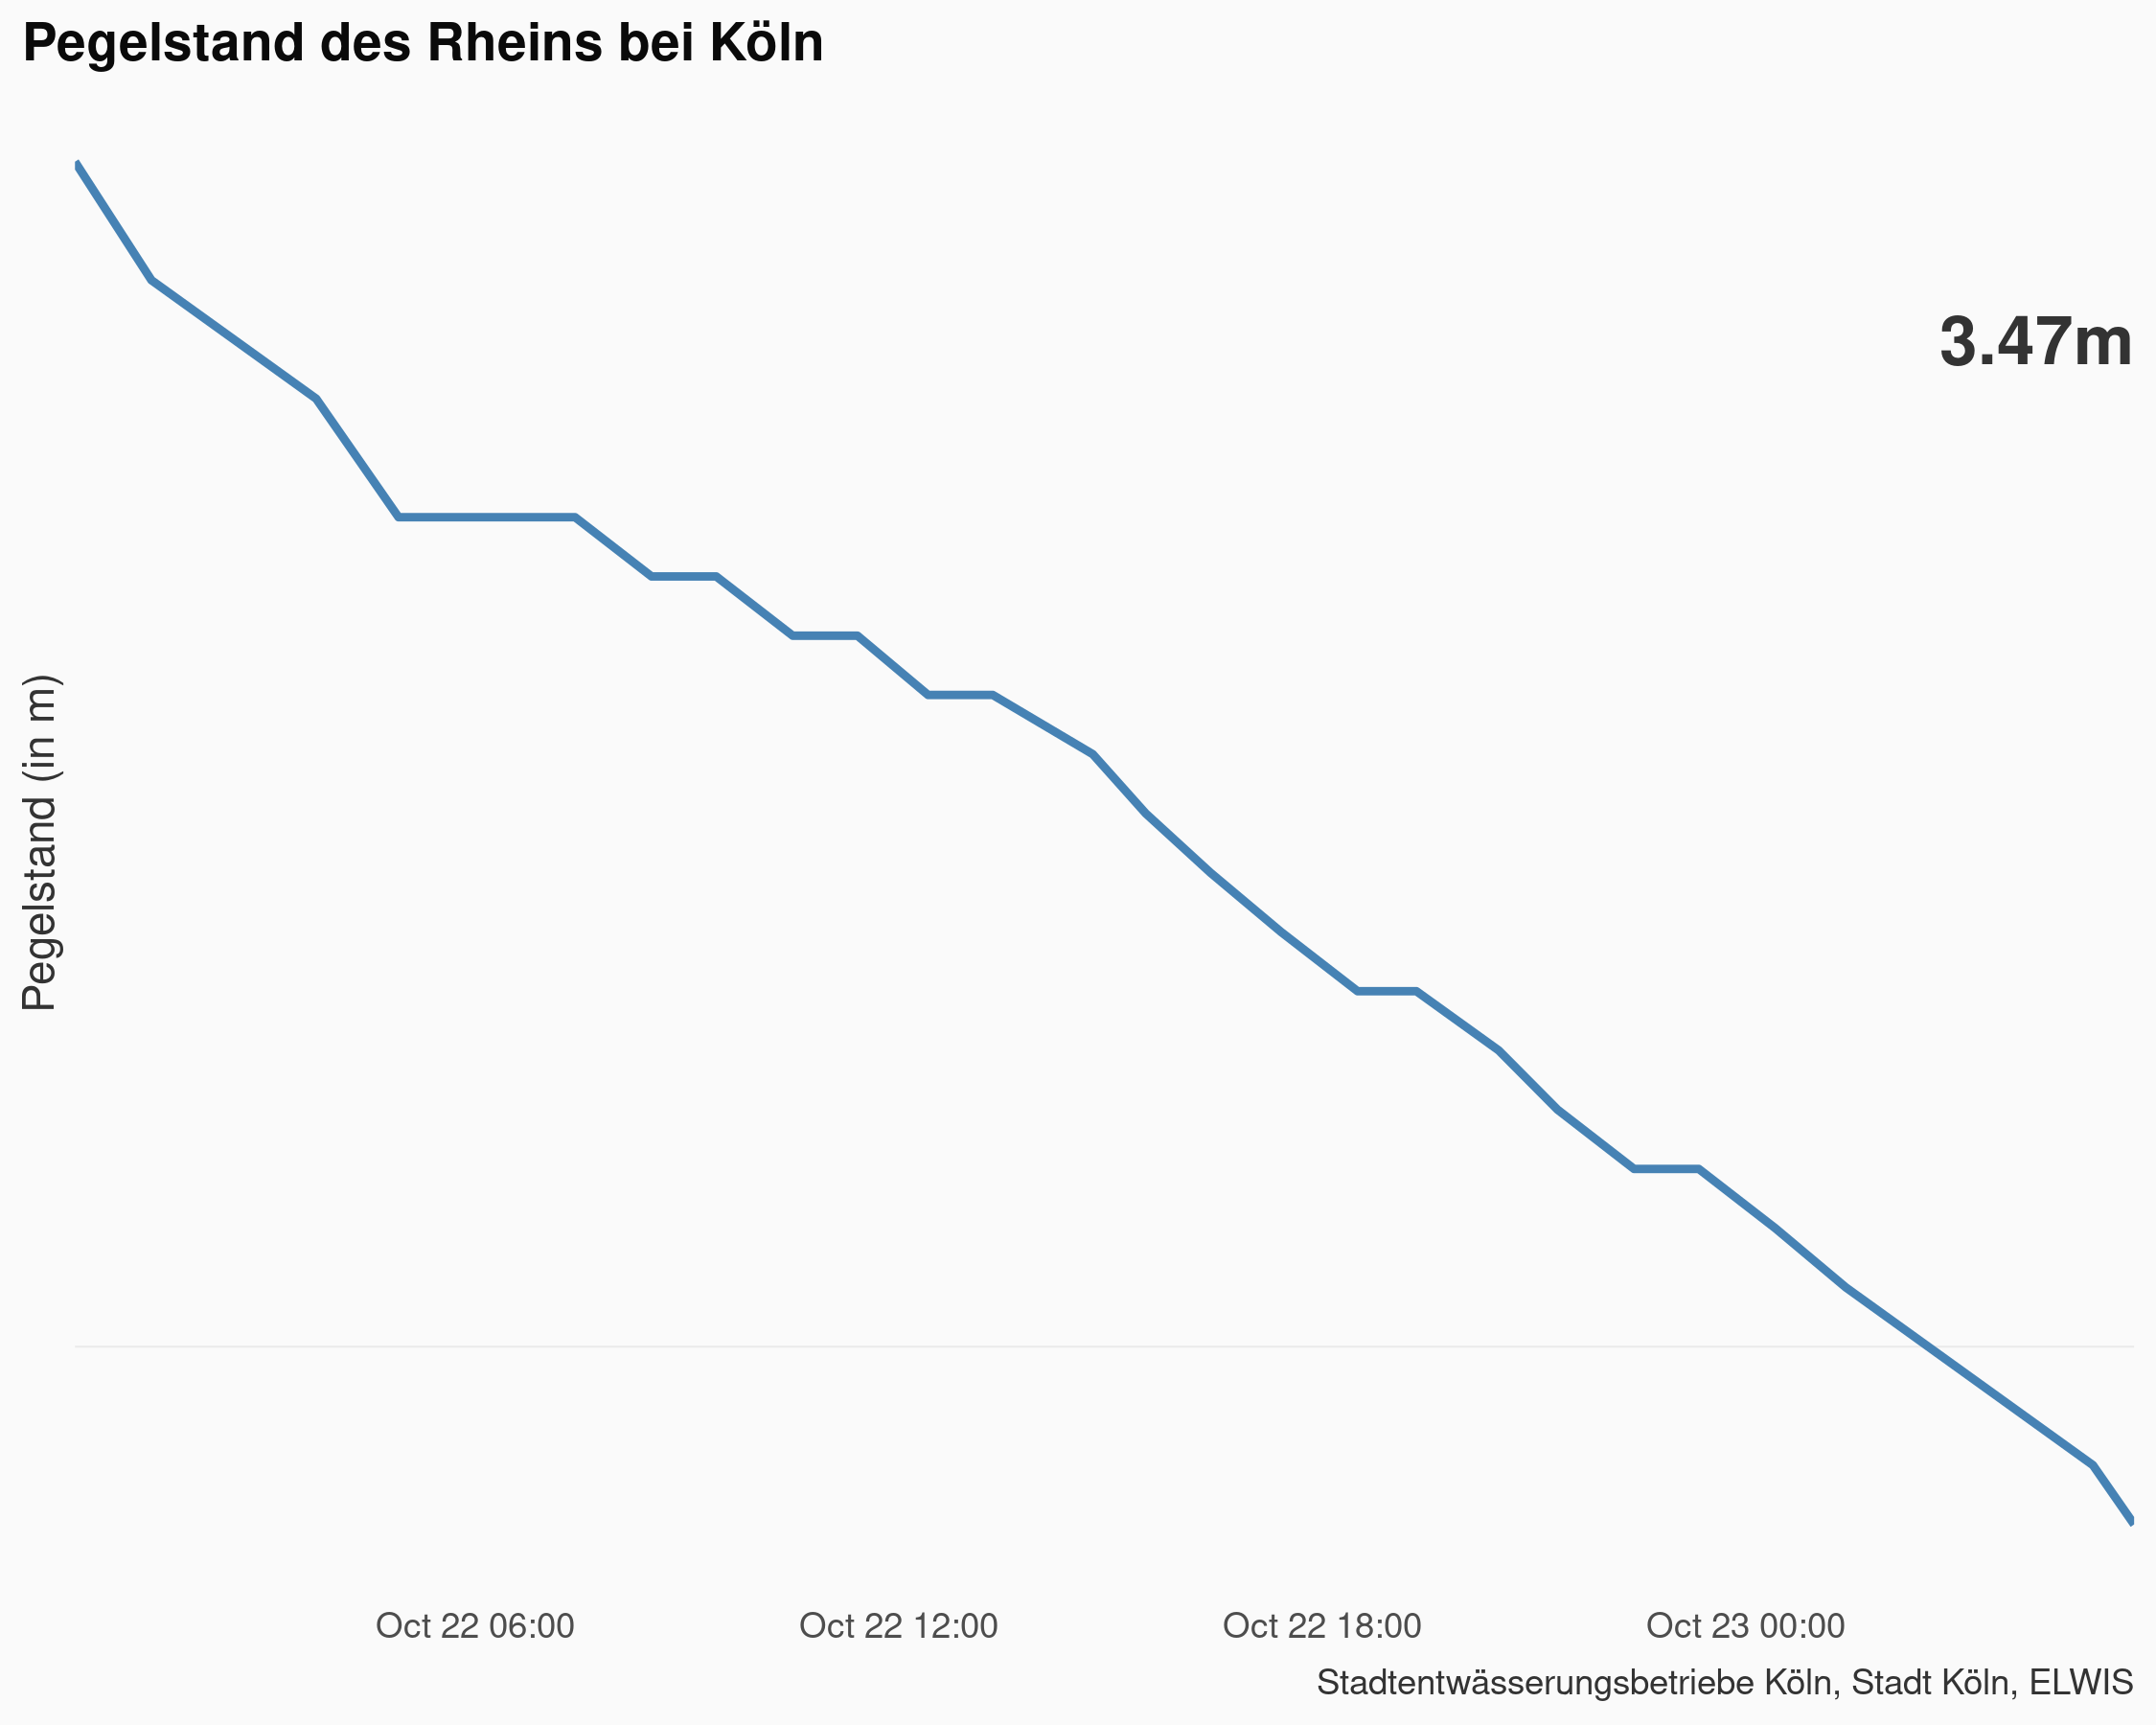 Pegelstand des Rheins bei Köln
3.47m
Pegelstand (in m)
Oct 22 06:00
Oct 22 12:00
Oct 22 18:00
Oct 23 00:00
Stadtentwässerungsbetriebe Köln, Stadt Köln, ELWIS